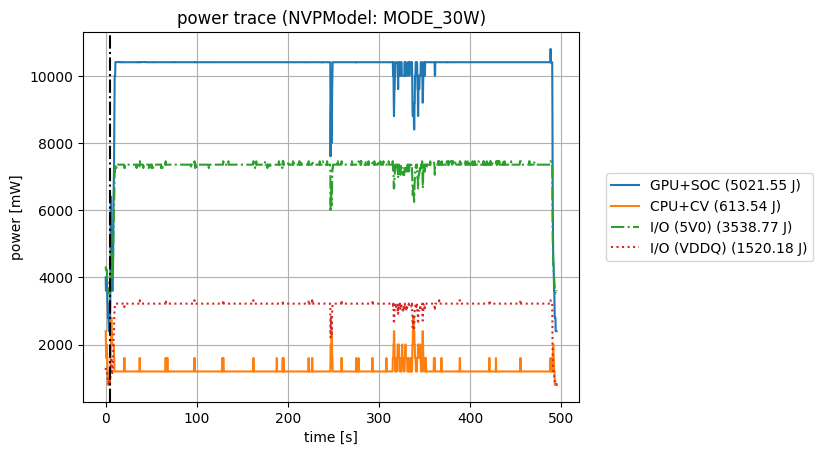 power trace (NVPModel: MODE_30W)
power [mW]
10000
8000
6000
4000
2000
0
100
200
300
400
500
time [s]
GPU+SOC (5021.55 J)
CPU+CV (613.54 J)
I/O (5V0) (3538.77 J)
I/O (VDDQ) (1520.18 J)